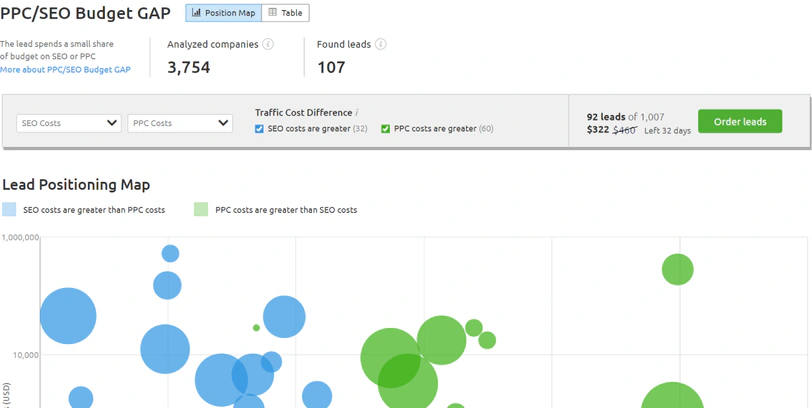 PPC/SEO Budget GAP
Position Map
Table
The lead spends a small share
of budget on SEO or PPC
More about PPC/SEO Budget GAP
Analyzed companies i
3,754
Found leads i
107
SEO Costs
PPC Costs
Traffic Cost Difference i
SEO costs are greater (32)
PPC costs are greater (60)
92 leads of 1,007
$322 $460 Left 32 days
Order leads
Lead Positioning Map
SEO costs are greater than PPC costs
PPC costs are greater than SEO costs
1,000,000
10,000
(USD)